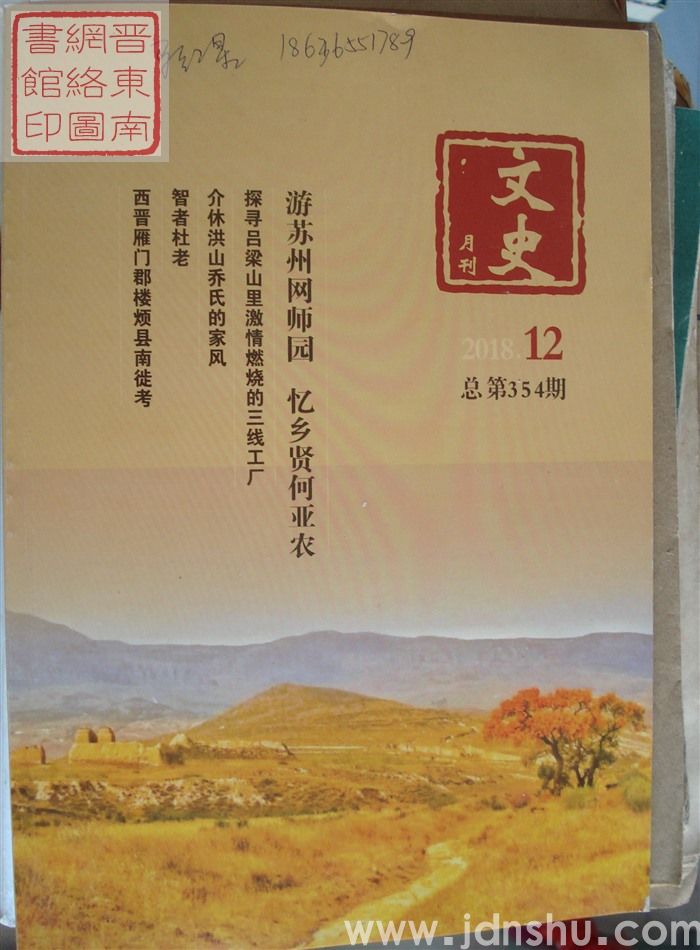 晋東南
網絡圖
書館印
18636551789
文史
月刊
2018.12
总第354期
游苏州网师园 忆乡贤何亚农
探寻吕梁山里激情燃烧的三线工厂
介休洪山乔氏的家风
智者杜老
西晋雁门郡楼烦县南徙考
www.jdnshu.com